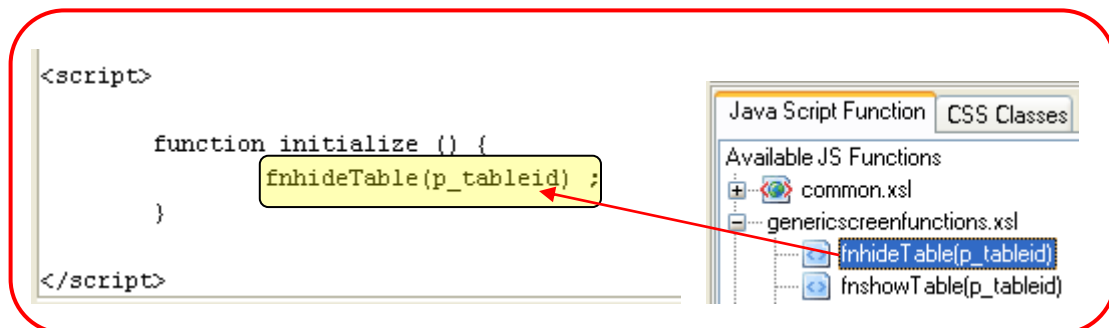 <script>
function initialize () {
fnhideTable(p_tableid) ;
}
</script>
Java Script Function CSS Classes
Available JS Functions
common.xsl
genericscreenfunctions.xsl
fnhideTable(p_tableid)
fnshowTable(p_tableid)